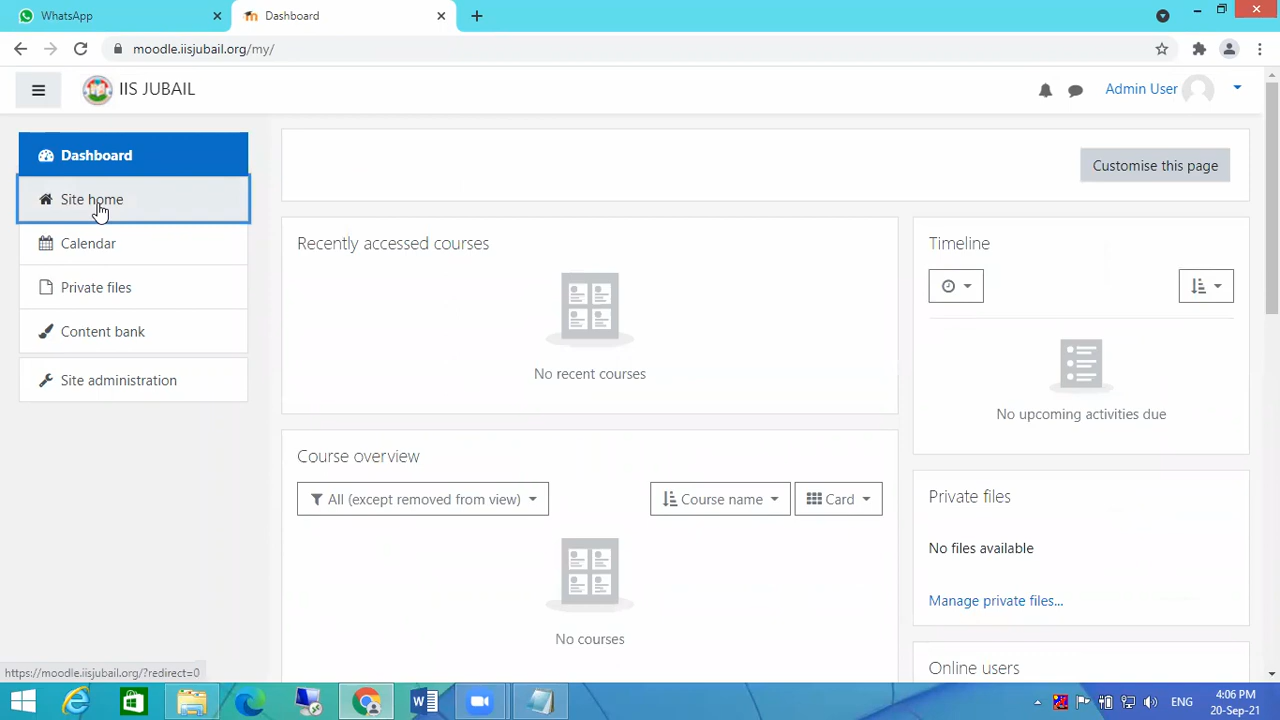 WhatsApp
Dashboard
moodle.iisjubail.org/my/
IIS JUBAIL
Admin User
Dashboard
Site home
Calendar
Private files
Content bank
Site administration
Customise this page
Recently accessed courses
No recent courses
Timeline
No upcoming activities due
Course overview
All (except removed from view)
Course name
Card
No courses
Private files
No files available
Manage private files...
Online users
https://moodle.iisjubail.org/?redirect=0
ENG
4:06 PM
20-Sep-21